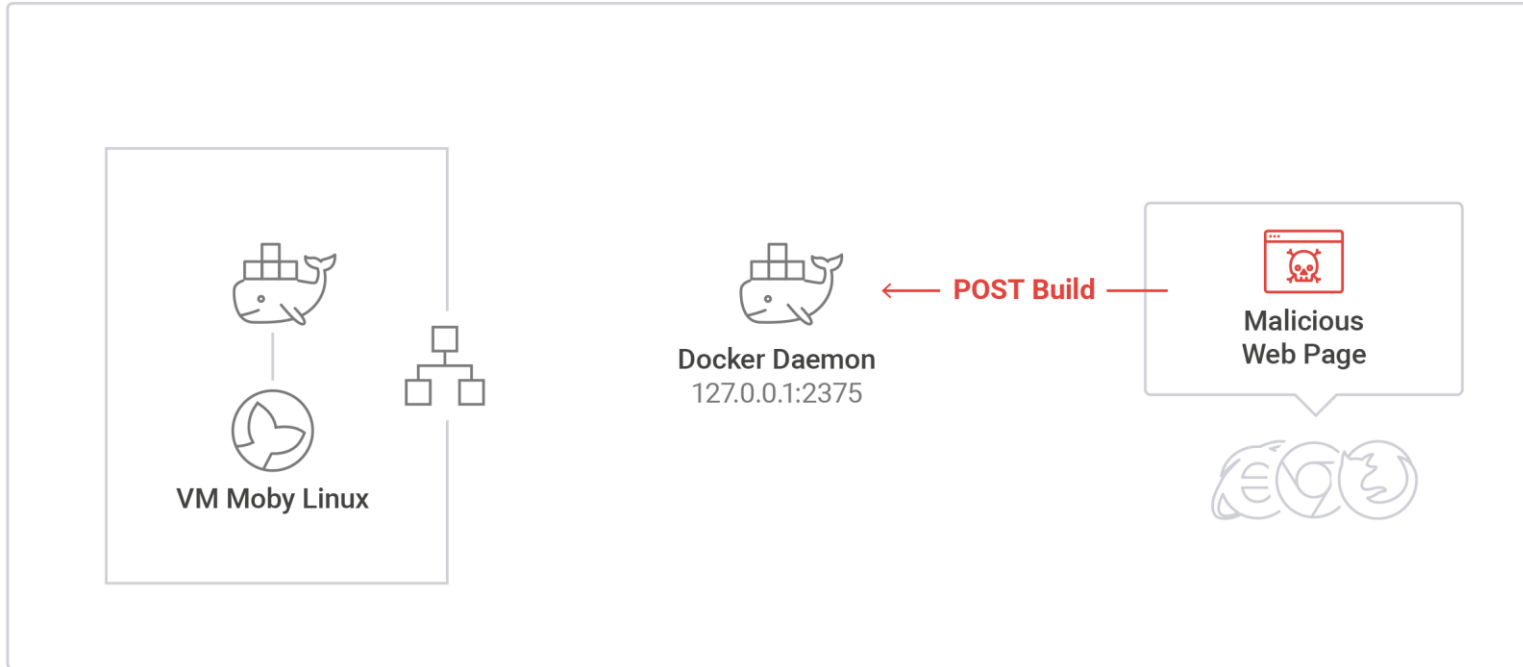 POST Build
Malicious
Web Page
Docker Daemon
127.0.0.1:2375
VM Moby Linux